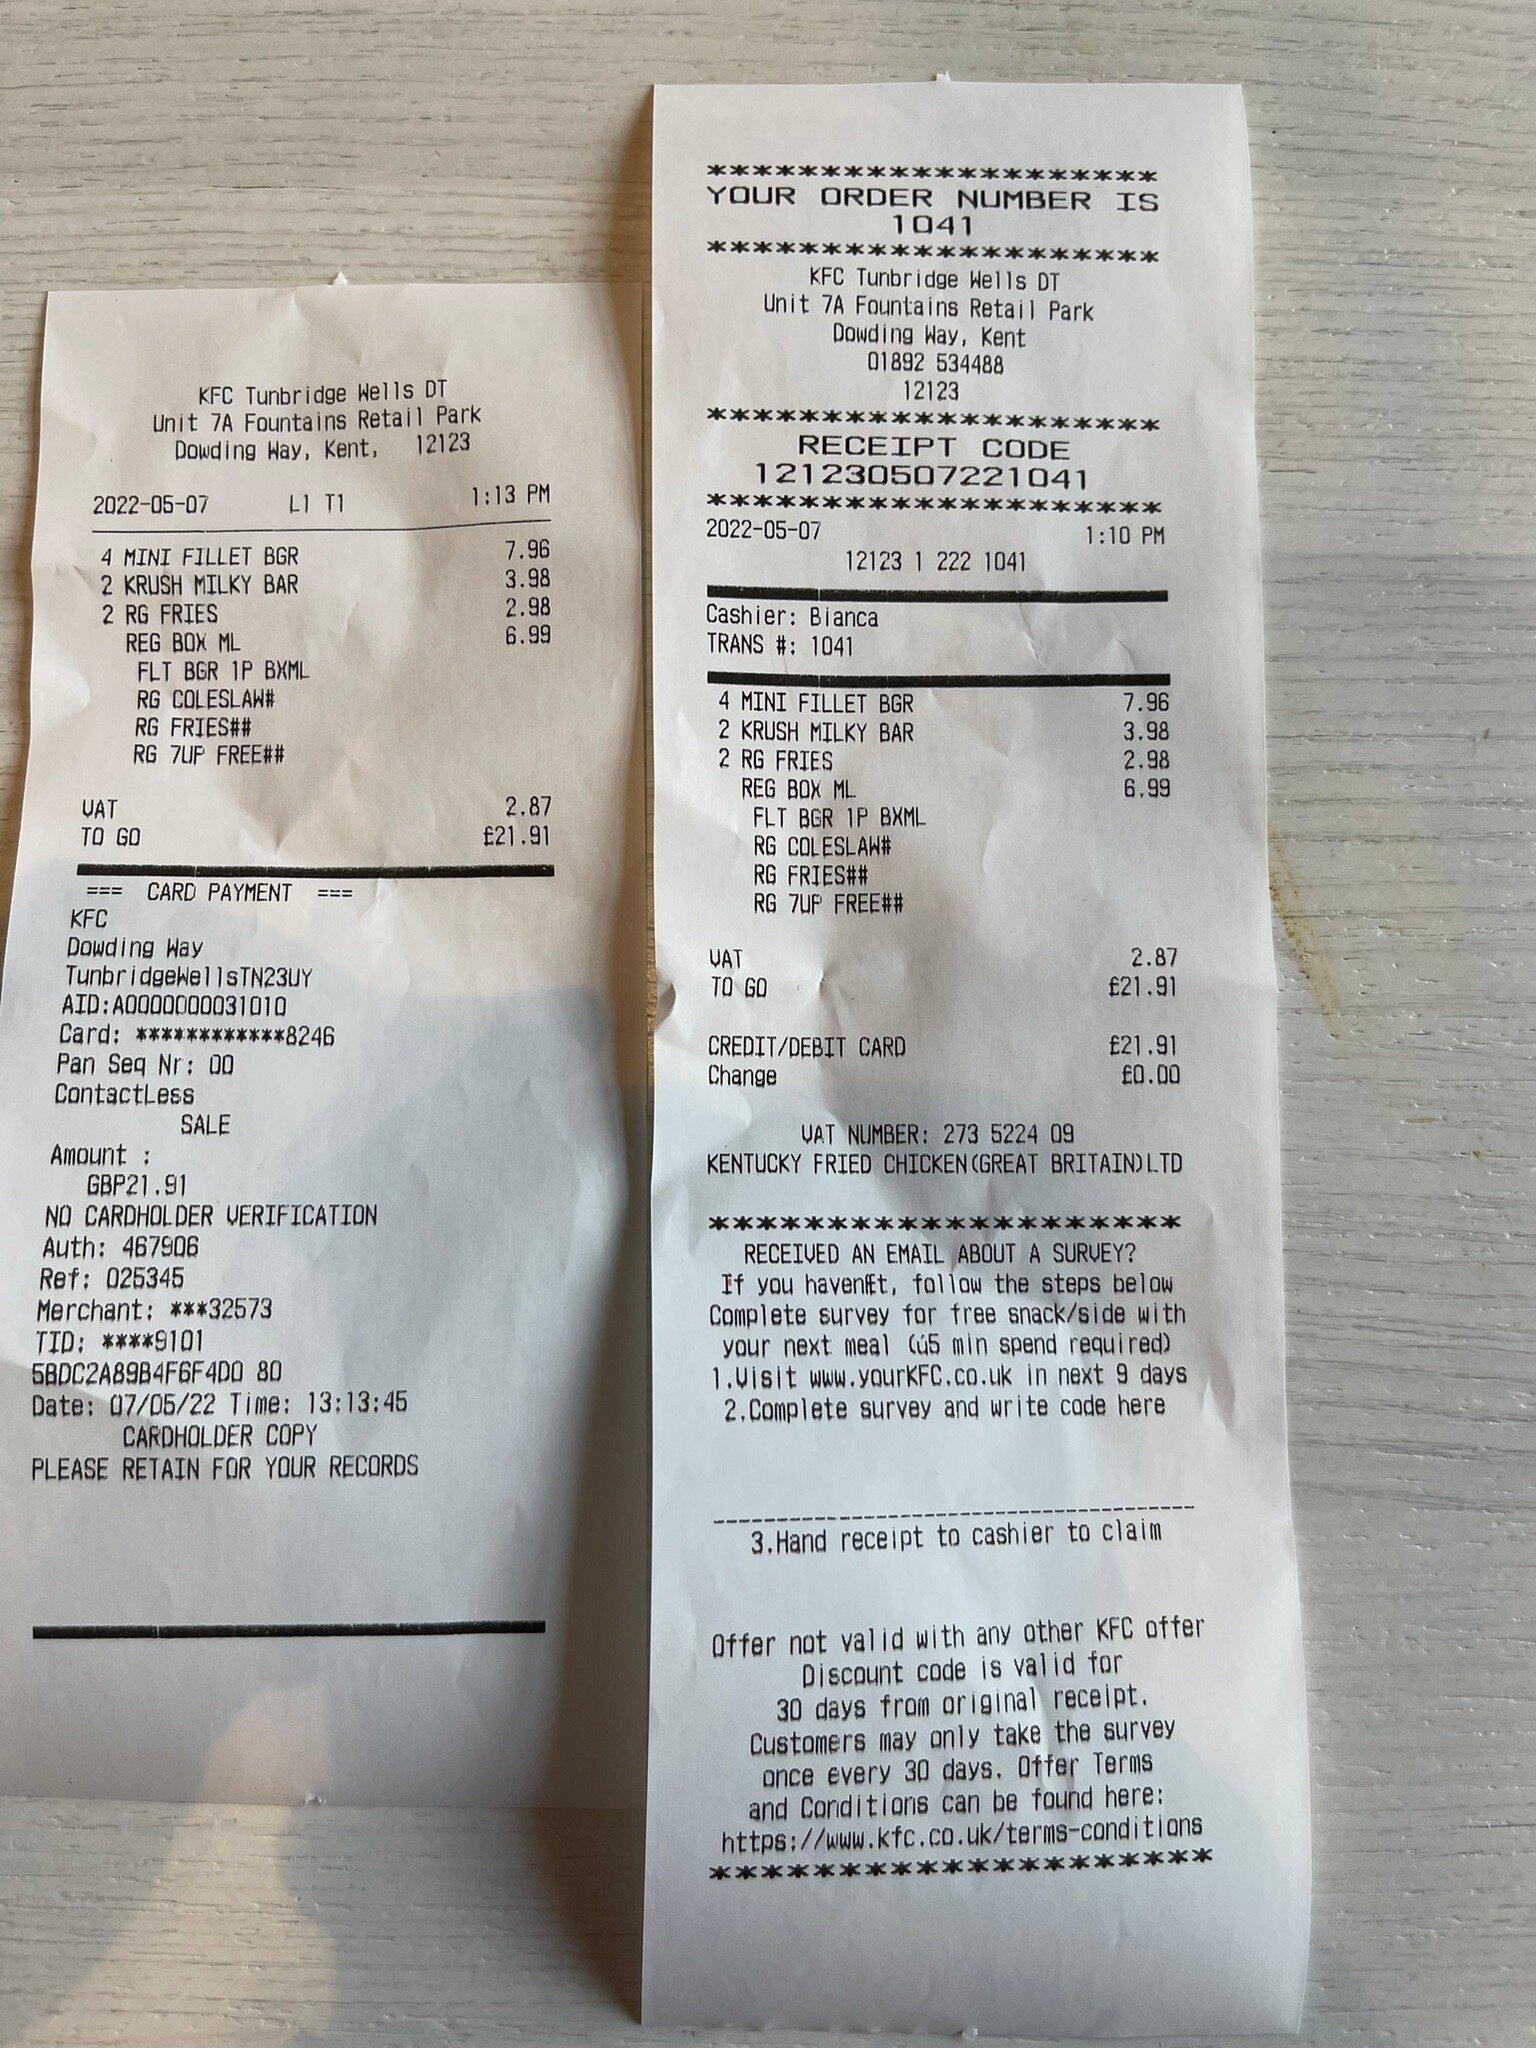 KFC Tunbridge Wells DT
Unit 7A Fountains Retail Park
Dowding Way, Kent, 12123
2022-05-07 L1 T1 1:13 PM
4 MINI FILLET BGR 7.96
2 KRUSH MILKY BAR 3.98
2 RG FRIES 2.98
REG BOX ML 6.99
FLT BGR 1P BXML
RG COLESLAW#
RG FRIES##
RG 7UP FREE##
VAT 2.87
TO GO £21.91
=== CARD PAYMENT ===
KFC
Dowding Way
TunbridgeWellsTN23UY
AID:A0000000031010
Card: ************8246
Pan Seq Nr: 00
ContactLess
SALE
Amount :
GBP21.91
NO CARDHOLDER VERIFICATION
Auth: 467906
Ref: 025345
Merchant: ***32573
TID: ****9101
5BDC2A89B4F6F4D0 80
Date: 07/05/22 Time: 13:13:45
CARDHOLDER COPY
PLEASE RETAIN FOR YOUR RECORDS
********************
YOUR ORDER NUMBER IS
1041
********************
KFC Tunbridge Wells DT
Unit 7A Fountains Retail Park
Dowding Way, Kent
01892 534488
12123
********************
RECEIPT CODE
121230507221041
********************
2022-05-07 1:10 PM
12123 1 222 1041
Cashier: Bianca
TRANS #: 1041
4 MINI FILLET BGR 7.96
2 KRUSH MILKY BAR 3.98
2 RG FRIES 2.98
REG BOX ML 6.99
FLT BGR 1P BXML
RG COLESLAW#
RG FRIES##
RG 7UP FREE##
VAT 2.87
TO GO £21.91
CREDIT/DEBIT CARD £21.91
Change £0.00
VAT NUMBER: 273 5224 09
KENTUCKY FRIED CHICKEN(GREAT BRITAIN)LTD
********************
RECEIVED AN EMAIL ABOUT A SURVEY?
If you havenÆt, follow the steps below
Complete survey for free snack/side with
your next meal (ú5 min spend required)
1.Visit www.yourKFC.co.uk in next 9 days
2.Complete survey and write code here
----------------------------------------
3.Hand receipt to cashier to claim
Offer not valid with any other KFC offer
Discount code is valid for
30 days from original receipt.
Customers may only take the survey
once every 30 days. Offer Terms
and Conditions can be found here:
https://www.kfc.co.uk/terms-conditions
********************